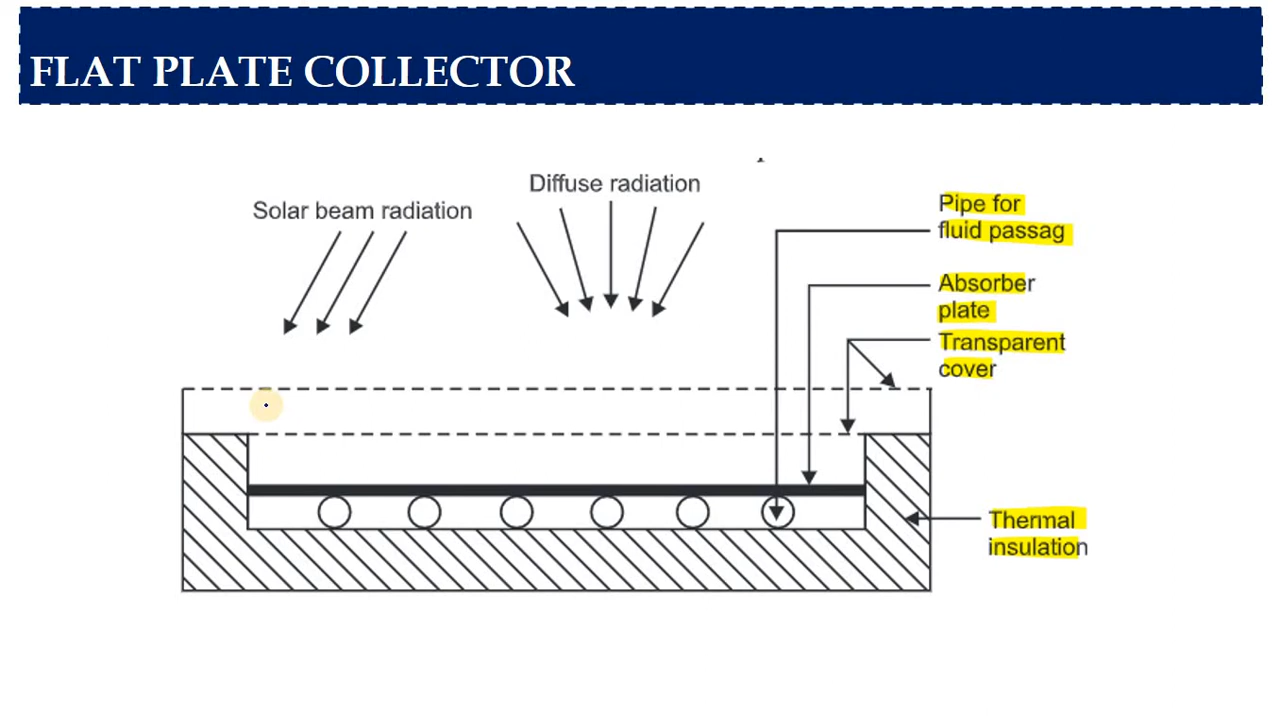 FLAT PLATE COLLECTOR
Diffuse radiation
Solar beam radiation
Pipe for
fluid passag
Absorber
plate
Transparent
cover
Thermal
insulation